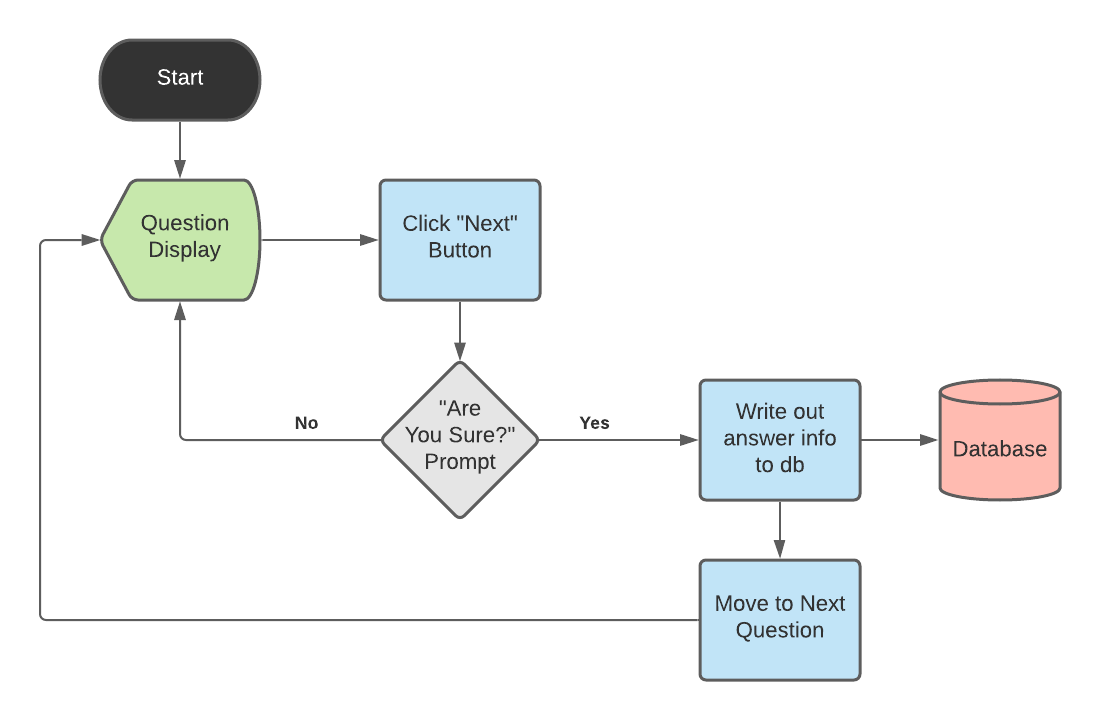 Start
Question
Display
Click "Next"
Button
"Are
You Sure?"
Prompt
No
Yes
Write out
answer info
to db
Database
Move to Next
Question